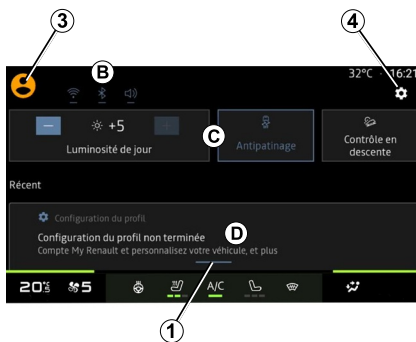 3
4
B
32°C 16:21
+5
C
Luminosité de jour
Antipatinage
Contrôle en
descente
Récent
Configuration du profil
Configuration du profil non terminée
D
Compte My Renault et personnalisez votre véhicule, et plus
20°5
5
A/C
1